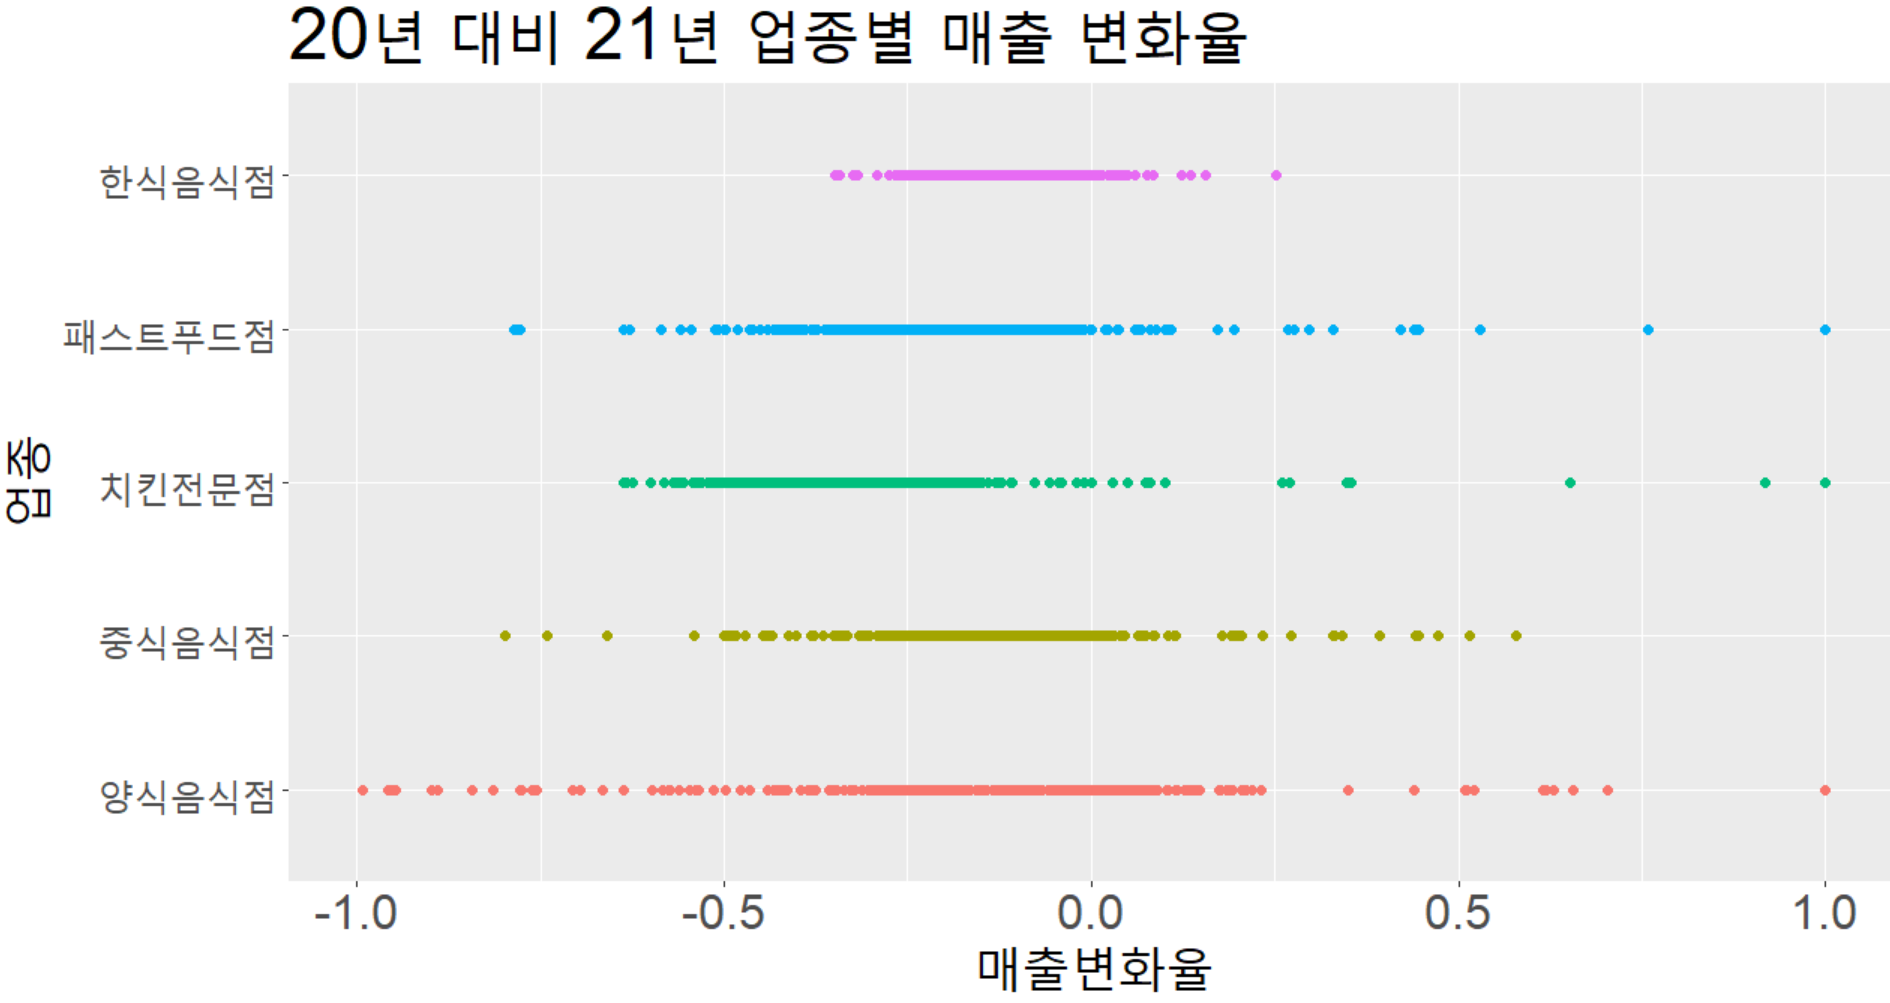 20년 대비 21년 업종별 매출 변화율
한식음식점
패스트푸드점
치킨전문점
중식음식점
양식음식점
업종
-1.0
-0.5
0.0
0.5
1.0
매출변화율